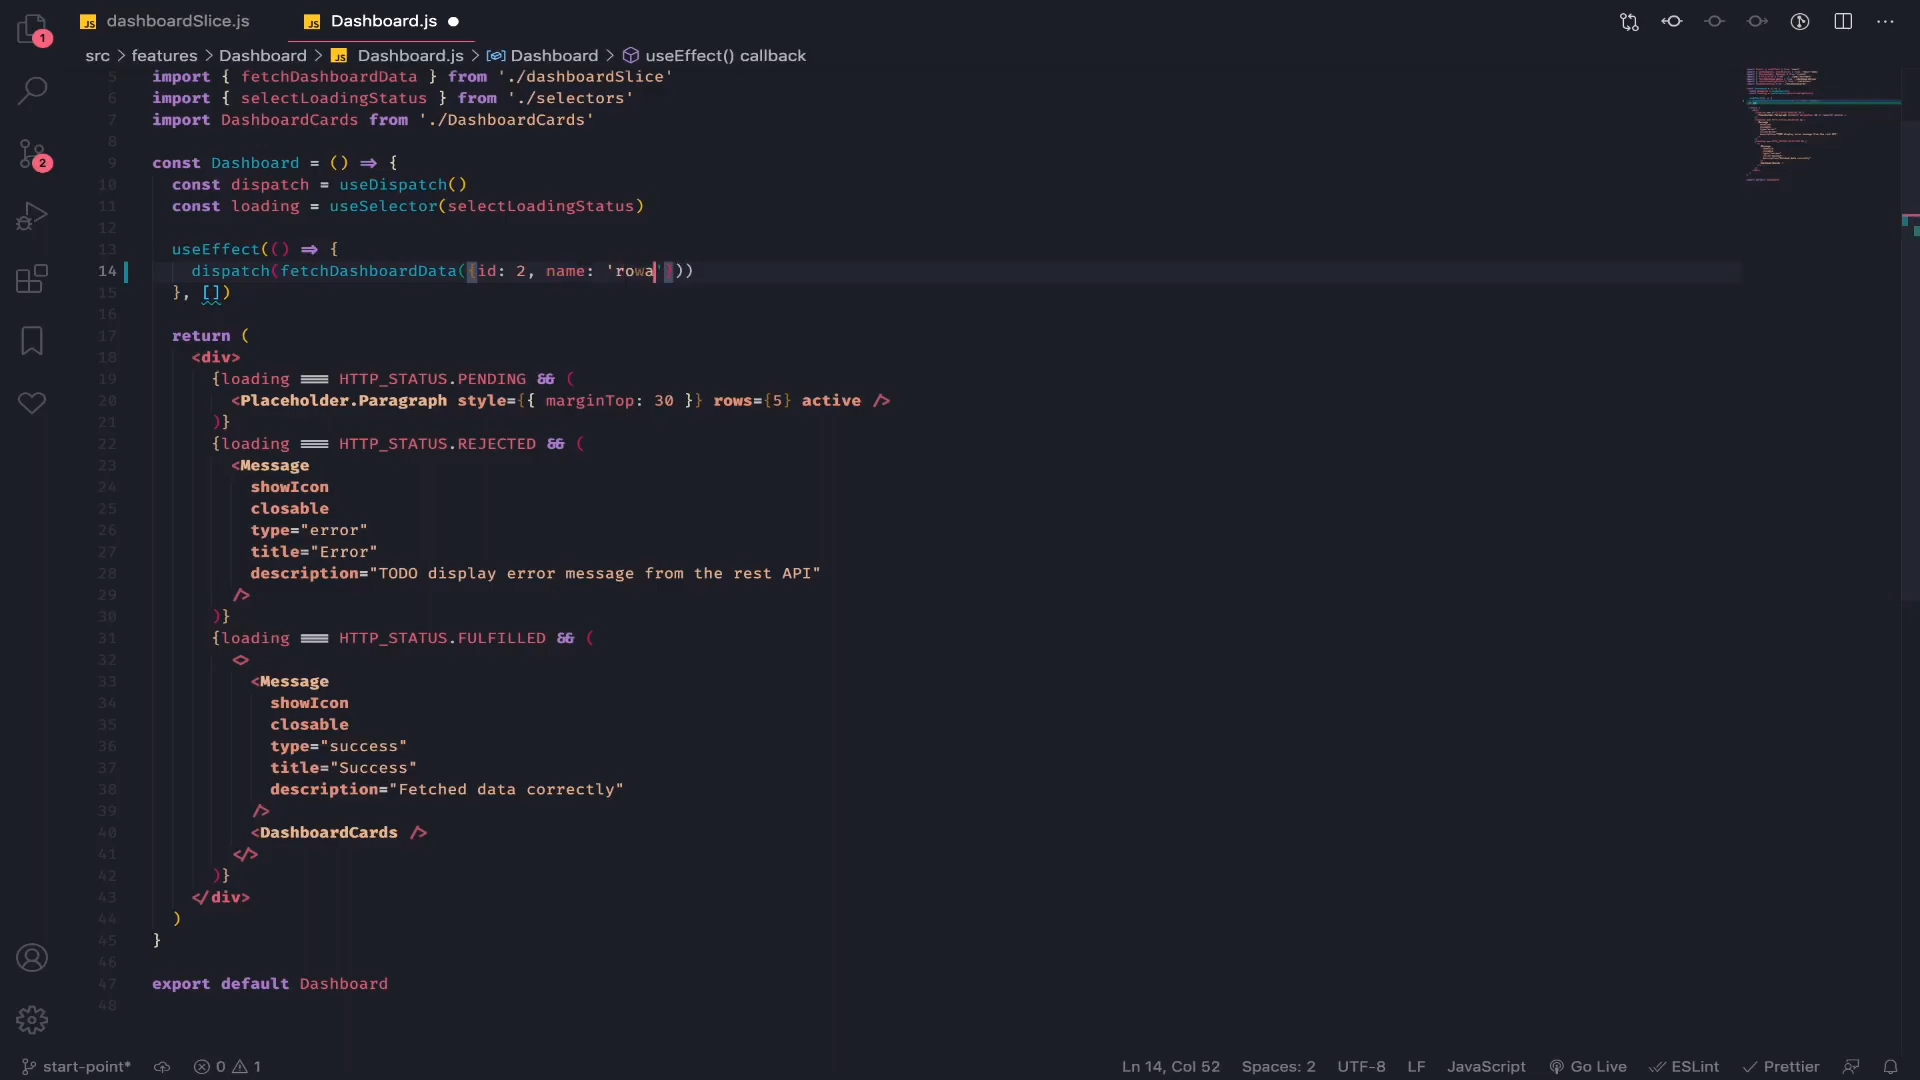 1
JS dashboardSlice.js
JS Dashboard.js
src > features > Dashboard > JS Dashboard.js > Dashboard > useEffect() callback
5 import { fetchDashboardData } from './dashboardSlice'
6 import { selectLoadingStatus } from './selectors'
7 import DashboardCards from './DashboardCards'
8
9 const Dashboard = () => {
10 const dispatch = useDispatch()
11 const loading = useSelector(selectLoadingStatus)
12
13 useEffect(() => {
14 dispatch(fetchDashboardData({id: 2, name: 'rowa'}))
15 }, [])
16
17 return (
18 <div>
19 {loading === HTTP_STATUS.PENDING && (
20 <Placeholder.Paragraph style={{ marginTop: 30 }} rows={5} active />
21 )}
22 {loading === HTTP_STATUS.REJECTED && (
23 <Message
24 showIcon
25 closable
26 type="error"
27 title="Error"
28 description="TODO display error message from the rest API"
29 />
30 )}
31 {loading === HTTP_STATUS.FULFILLED && (
32 <>
33 <Message
34 showIcon
35 closable
36 type="success"
37 title="Success"
38 description="Fetched data correctly"
39 />
40 <DashboardCards />
41 </>
42 )}
43 </div>
44 )
45 }
46
47 export default Dashboard
48
2
start-point* 0 1
Ln 14, Col 52 Spaces: 2 UTF-8 LF JavaScript Go Live ESLint Prettier